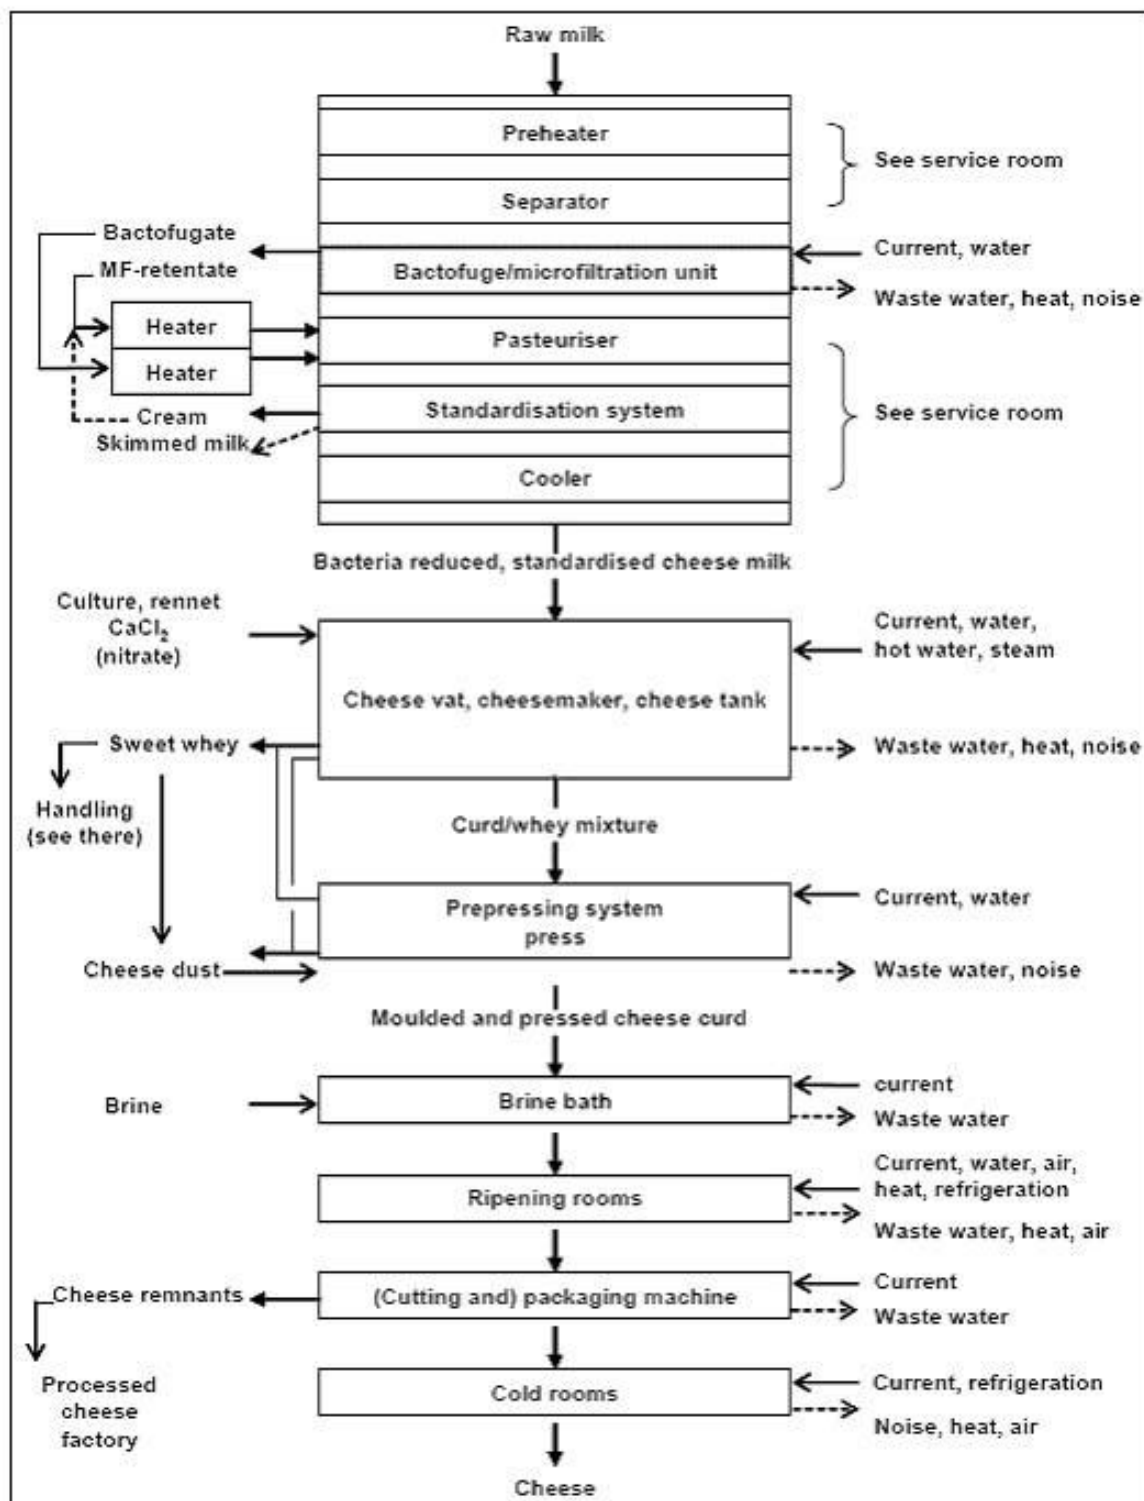 Raw milk
Preheater
See service room
Separator
Bactofugate
Current, water
MF-retentate
Bactofuge/microfiltration unit
Waste water, heat, noise
Heater
Pasteuriser
Heater
Cream
Standardisation system
See service room
Skimmed milk
Cooler
Bacteria reduced, standardised cheese milk
Culture, rennet
CaCl₂
(nitrate)
Current, water,
hot water, steam
Cheese vat, cheesemaker, cheese tank
Sweet whey
Waste water, heat, noise
Handling
(see there)
Curd/whey mixture
Prepressing system
press
Current, water
Cheese dust
Waste water, noise
Moulded and pressed cheese curd
Brine
Brine bath
current
Waste water
Ripening rooms
Current, water, air,
heat, refrigeration
Waste water, heat, air
Cheese remnants
(Cutting and) packaging machine
Current
Waste water
Processed
cheese
factory
Cold rooms
Current, refrigeration
Noise, heat, air
Cheese